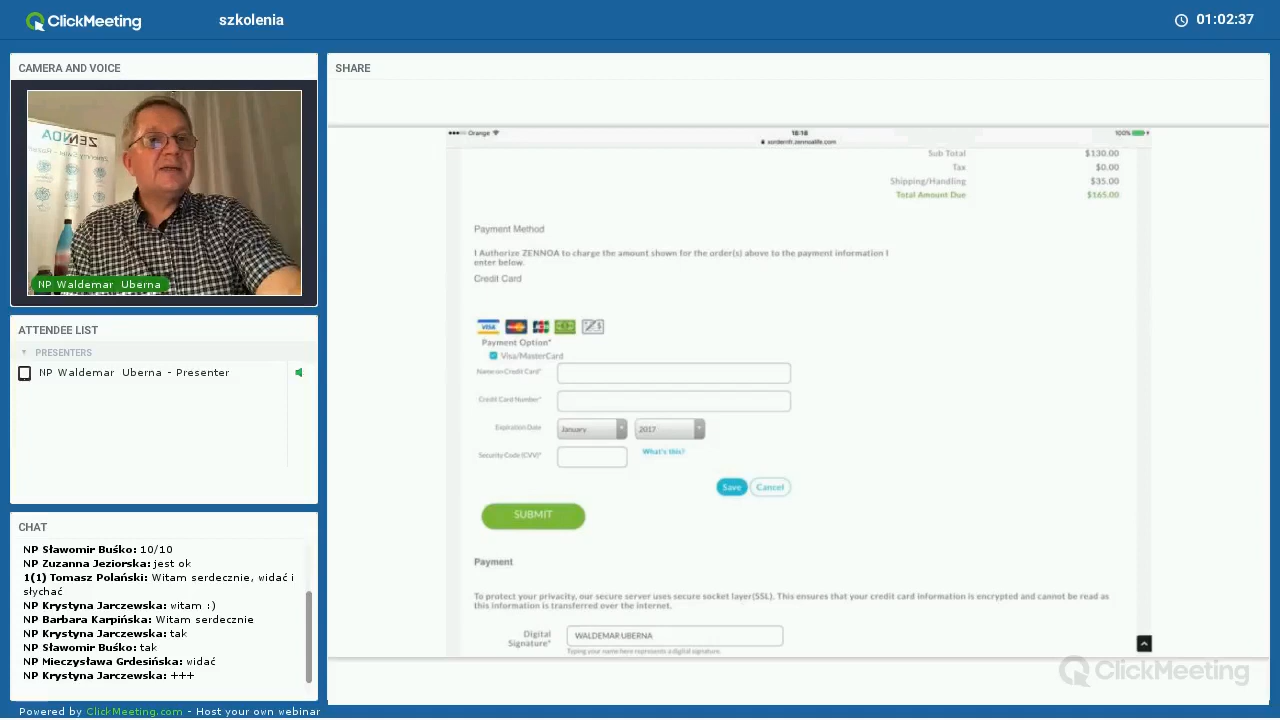 ClickMeeting
szkolenia
01:02:37
CAMERA AND VOICE
ZENNOA
NP Waldemar Uberna
ATTENDEE LIST
PRESENTERS
NP Waldemar Uberna - Presenter
CHAT
NP Sławomir Buśko: 10/10
NP Zuzanna Jeziorska: jest ok
1(1) Tomasz Polański: Witam serdecznie, widać i
słychać
NP Krystyna Jarczewska: witam :)
NP Barbara Karpińska: Witam serdecznie
NP Krystyna Jarczewska: tak
NP Sławomir Buśko: tak
NP Mieczysława Grdesińska: widać
NP Krystyna Jarczewska: +++
Powered by ClickMeeting.com - Host your own webinar
SHARE
Orange 18:18 100%
sordernfr.zennoalife.com
Sub Total $130.00
Tax $0.00
Shipping/Handling $35.00
Total Amount Due $165.00
Payment Method
I Authorize ZENNOA to charge the amount shown for the order(s) above to the payment information I
enter below.
Credit Card
VISA
Payment Option*
Visa/MasterCard
Name on Credit Card*
Credit Card Number*
Expiration Date January 2017
Security Code (CVV)* What's this?
Save Cancel
SUBMIT
Payment
To protect your privacy, our secure server uses secure socket layer(SSL). This ensures that your credit card information is encrypted and cannot be read as
this information is transferred over the internet.
Digital
Signature*
WALDEMAR UBERNA
Typing your name here represents a digital signature.
ClickMeeting